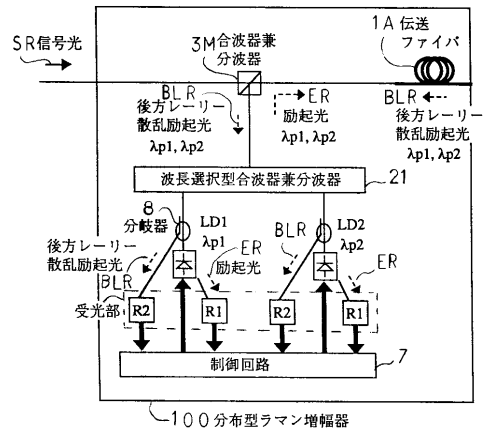 SR信号光
3M 合波器兼
分波器
1A 伝送
ファイバ
BLR
後方レーリー
散乱励起光
λp1, λp2
ER
励起光
λp1, λp2
BLR
後方レーリー
散乱励起光
λp1, λp2
波長選択型合波器兼分波器
21
8
分岐器
LD1
λp1
BLR
LD2
λp2
後方レーリー
散乱励起光
BLR
ER
励起光
ER
受光部
R2
R1
R2
R1
制御回路
7
100分布型ラマン増幅器